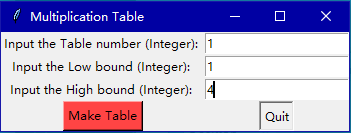 Multiplication Table
Input the Table number (Integer): 1
Input the Low bound (Integer): 1
Input the High bound (Integer): 4
Make Table Quit